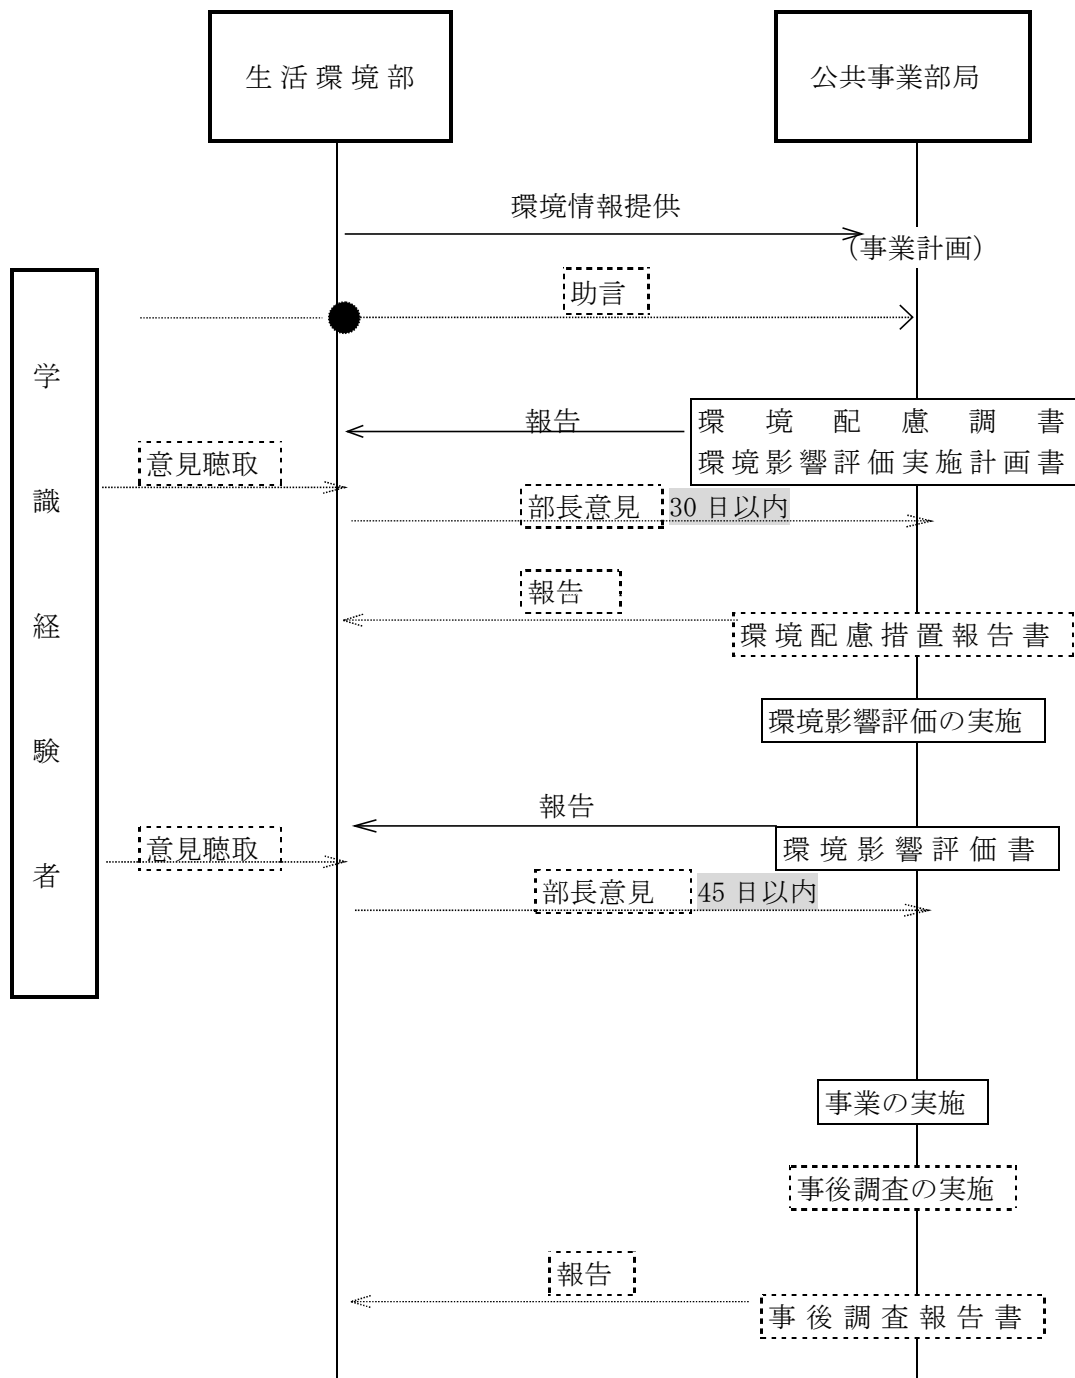 生活環境部
公共事業部局
環境情報提供
(事業計画)
助言
学識経験者
報告
環境配慮調書
環境影響評価実施計画書
意見聴取
部長意見 30日以内
報告
環境配慮措置報告書
環境影響評価の実施
報告
環境影響評価書
意見聴取
部長意見 45日以内
事業の実施
事後調査の実施
報告
事後調査報告書